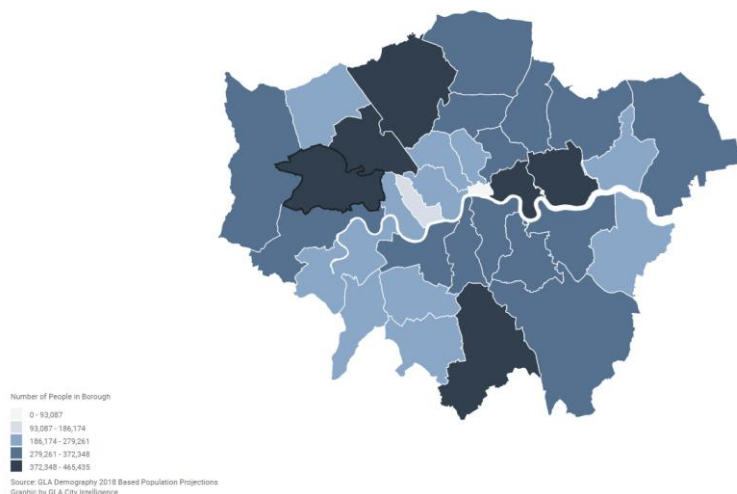 Number of People in Borough
0 - 93,087
93,087 - 186,174
186,174 - 279,261
279,261 - 372,348
372,348 - 465,435
Source: GLA Demography 2018 Based Population Projections
Graphic by GLA City Intelligence